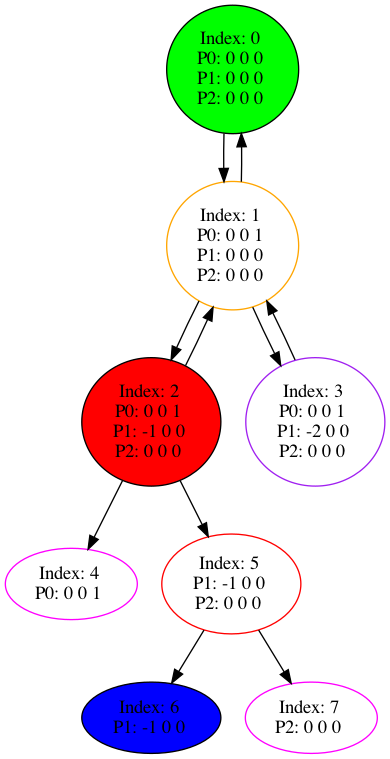 Index: 0
P0: 0 0 0
P1: 0 0 0
P2: 0 0 0
Index: 1
P0: 0 0 1
P1: 0 0 0
P2: 0 0 0
Index: 2
P0: 0 0 1
P1: -1 0 0
P2: 0 0 0
Index: 3
P0: 0 0 1
P1: -2 0 0
P2: 0 0 0
Index: 4
P0: 0 0 1
Index: 5
P1: -1 0 0
P2: 0 0 0
Index: 6
P1: -1 0 0
Index: 7
P2: 0 0 0